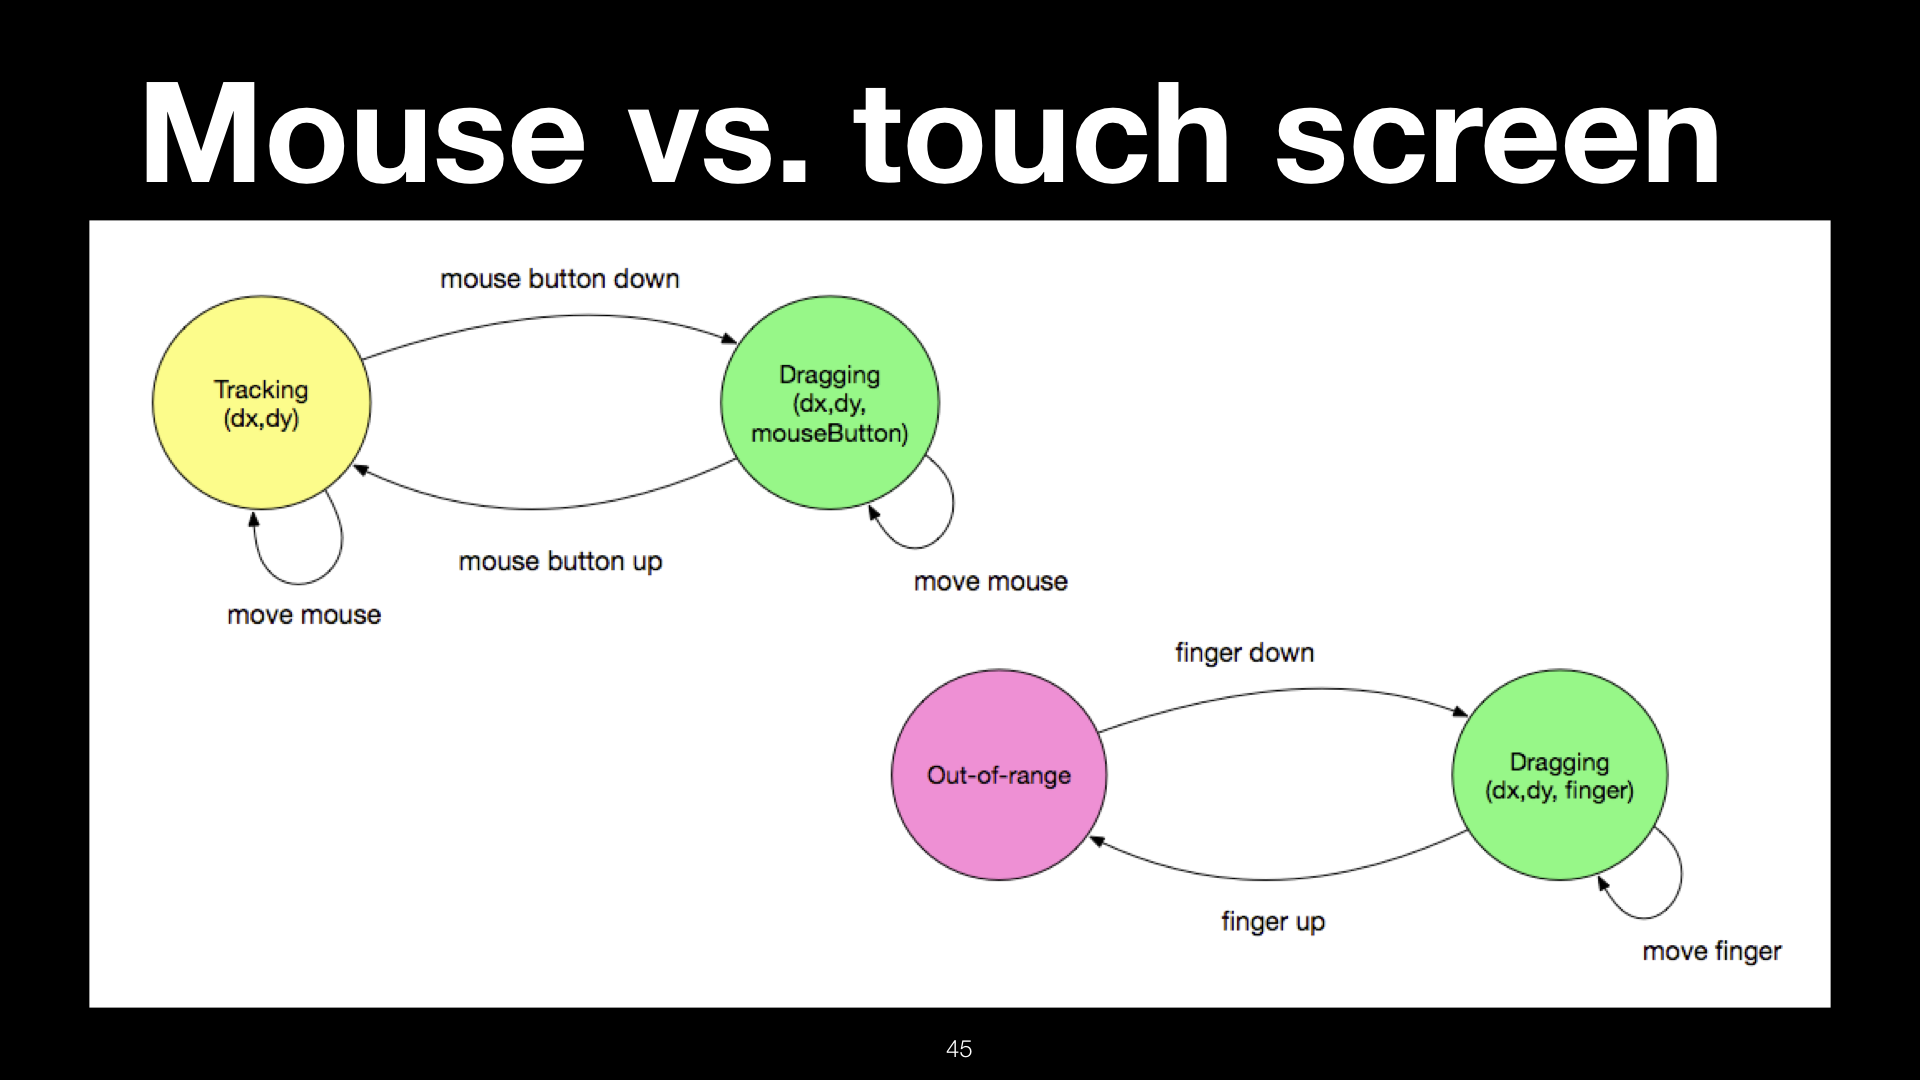 Mouse vs. touch screen
mouse button down
Tracking
(dx,dy)
Dragging
(dx,dy,
mouseButton)
mouse button up
move mouse
move mouse
finger down
Out-of-range
Dragging
(dx,dy, finger)
finger up
move finger
45